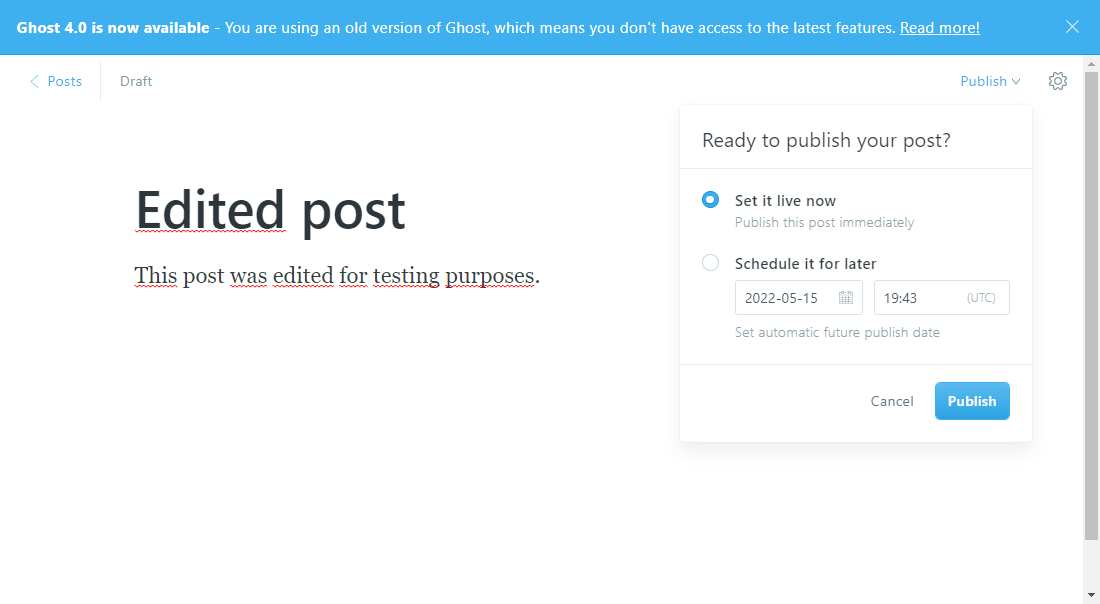 Ghost 4.0 is now available - You are using an old version of Ghost, which means you don't have access to the latest features. Read more!
Posts
Draft
Publish
Ready to publish your post?
Edited post
This post was edited for testing purposes.
Set it live now
Publish this post immediately
Schedule it for later
2022-05-15
19:43 (UTC)
Set automatic future publish date
Cancel
Publish